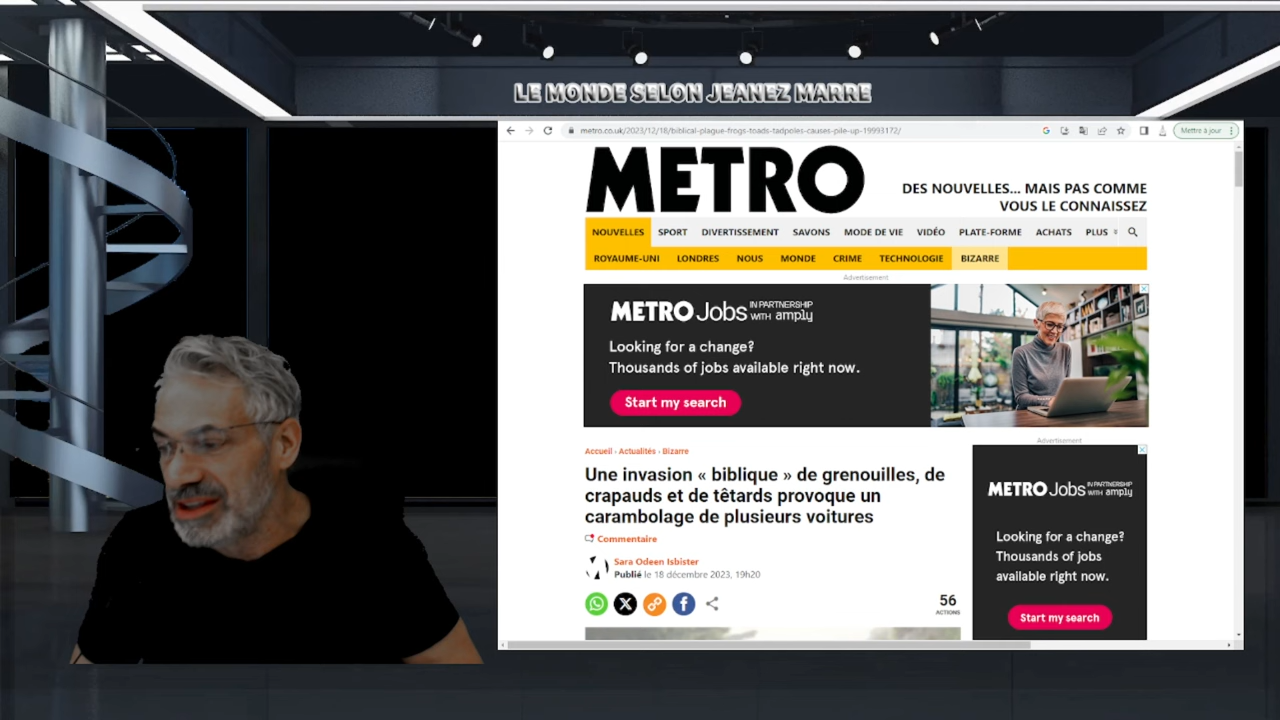 LE MONDE SELON JEANEZ MARRE
metro.co.uk/2023/12/18/biblical-plague-frogs-toads-tadpoles-causes-pile-up-19993172/
Mettre à jour
METRO
DES NOUVELLES... MAIS PAS COMME
VOUS LE CONNAISSEZ
NOUVELLES SPORT DIVERTISSEMENT SAVONS MODE DE VIE VIDÉO PLATE-FORME ACHATS PLUS
ROYAUME-UNI LONDRES NOUS MONDE CRIME TECHNOLOGIE BIZARRE
Advertisement
METRO Jobs IN PARTNERSHIP WITH amply
Looking for a change?
Thousands of jobs available right now.
Start my search
Accueil › Actualités › Bizarre
Une invasion « biblique » de grenouilles, de
crapauds et de têtards provoque un
carambolage de plusieurs voitures
Commentaire
Sara Odeen Isbister
Publié le 18 décembre 2023, 19h20
56
ACTIONS
Advertisement
METRO Jobs IN PARTNERSHIP WITH amply
Looking for a change?
Thousands of jobs
available right now.
Start my search